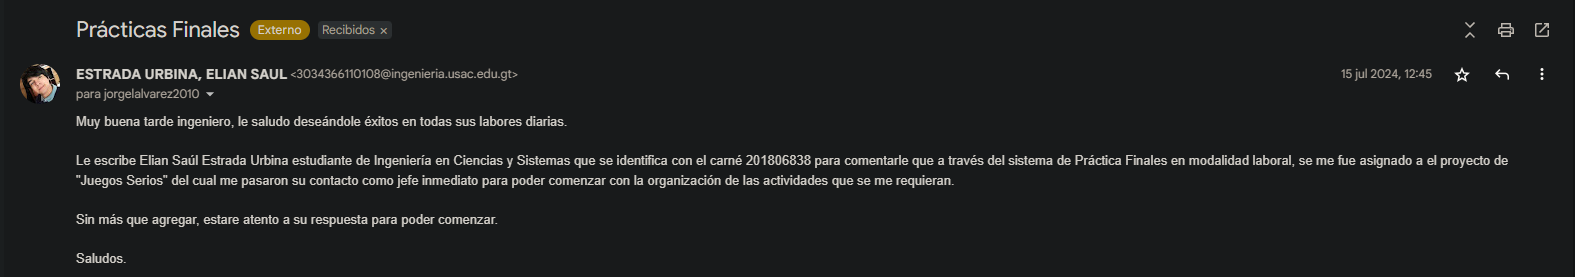 Prácticas Finales Externo Recibidos ×
ESTRADA URBINA, ELIAN SAUL <3034366110108@ingenieria.usac.edu.gt> 15 jul 2024, 12:45
para jorgelalvarez2010
Muy buena tarde ingeniero, le saludo deseándole éxitos en todas sus labores diarias.
Le escribe Elian Saúl Estrada Urbina estudiante de Ingeniería en Ciencias y Sistemas que se identifica con el carné 201806838 para comentarle que a través del sistema de Práctica Finales en modalidad laboral, se me fue asignado a el proyecto de
"Juegos Serios" del cual me pasaron su contacto como jefe inmediato para poder comenzar con la organización de las actividades que se me requieran.
Sin más que agregar, estare atento a su respuesta para poder comenzar.
Saludos.